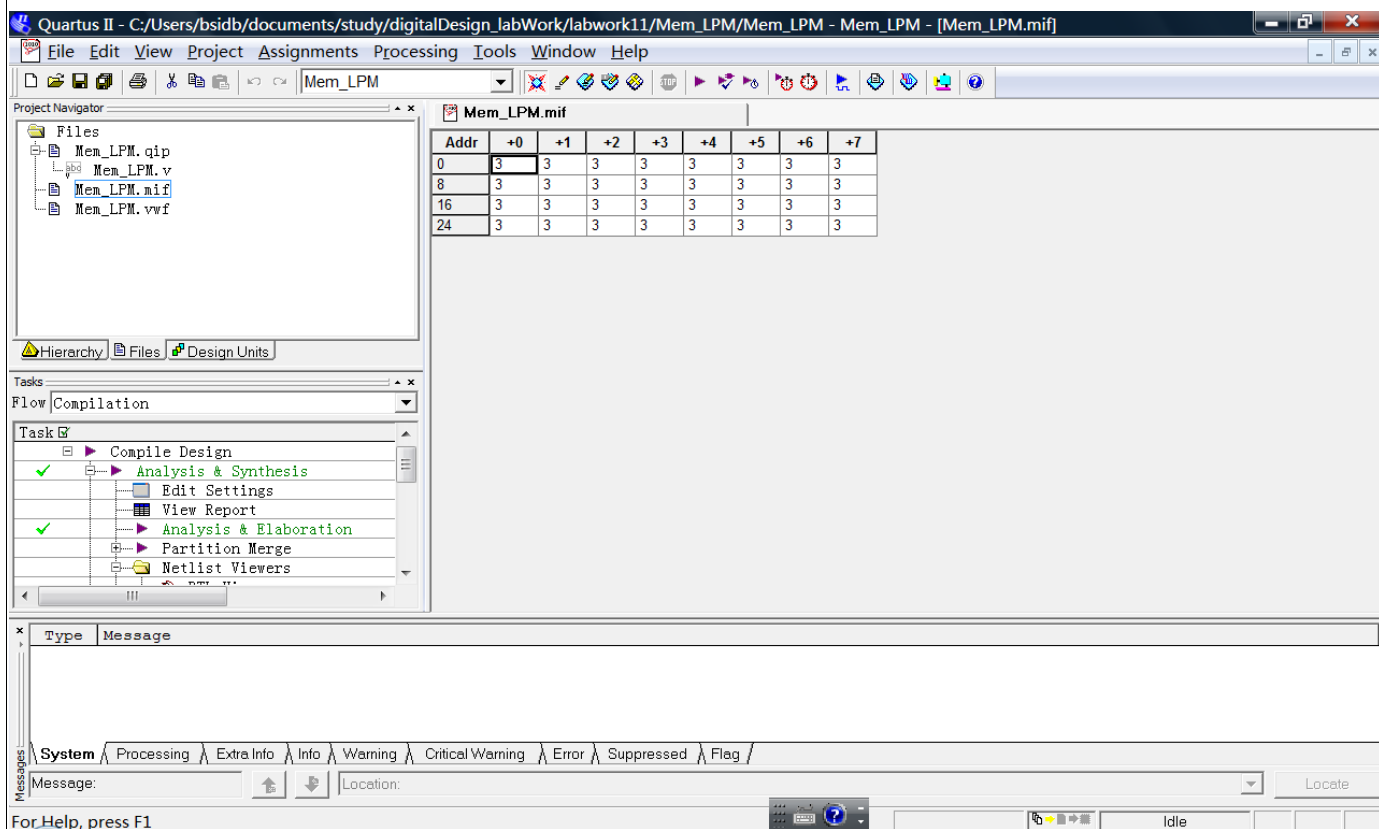 Quartus II - C:/Users/bsidb/documents/study/digitalDesign_labWork/labwork11/Mem_LPM/Mem_LPM - Mem_LPM - [Mem_LPM.mif]
File Edit View Project Assignments Processing Tools Window Help
Mem_LPM
Project Navigator
Files
Mem_LPM.qip
abd Mem_LPM.v
Mem_LPM.mif
Mem_LPM.vwf
Hierarchy Files Design Units
Tasks
Flow Compilation
Task
Compile Design
Analysis & Synthesis
Edit Settings
View Report
Analysis & Elaboration
Partition Merge
Netlist Viewers
Mem_LPM.mif
Addr +0 +1 +2 +3 +4 +5 +6 +7
0 3 3 3 3 3 3 3 3
8 3 3 3 3 3 3 3 3
16 3 3 3 3 3 3 3 3
24 3 3 3 3 3 3 3 3
Type Message
System Processing Extra Info Info Warning Critical Warning Error Suppressed Flag
Messages
Message: Location: Locate
For Help, press F1 Idle